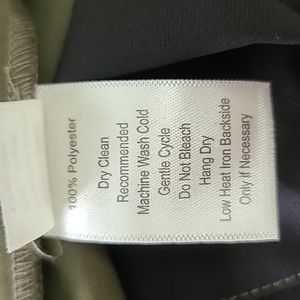 100% Polyester
Dry Clean
Recommended
Machine Wash Cold
Gentle Cycle
Do Not Bleach
Hang Dry
Low Heat Iron Backside
Only if Necessary